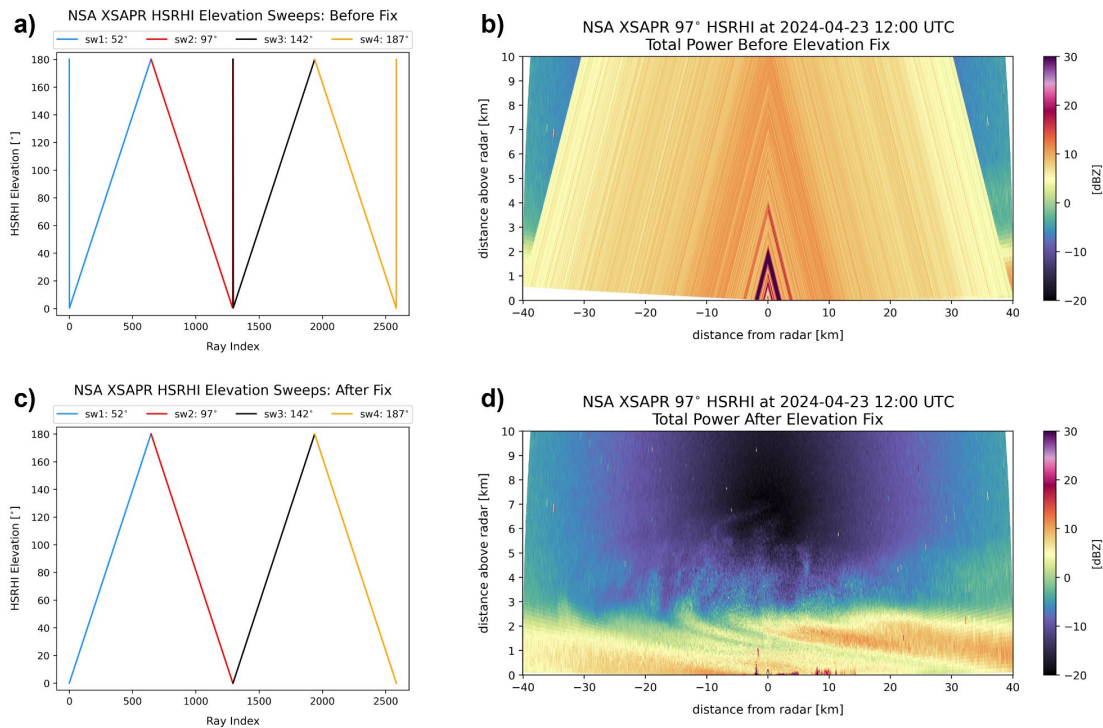 a)
NSA XSAPR HSRHI Elevation Sweeps: Before Fix
sw1: 52° sw2: 97° sw3: 142° sw4: 187°
180
160
140
120
100
80
60
40
20
0
HSRHI Elevation [°]
0 500 1000 1500 2000 2500
Ray Index
b)
NSA XSAPR 97° HSRHI at 2024-04-23 12:00 UTC
Total Power Before Elevation Fix
10
9
8
7
6
5
4
3
2
1
0
distance above radar [km]
−40 −30 −20 −10 0 10 20 30 40
distance from radar [km]
30
20
10
0
−10
−20
[dBZ]
c)
NSA XSAPR HSRHI Elevation Sweeps: After Fix
sw1: 52° sw2: 97° sw3: 142° sw4: 187°
180
160
140
120
100
80
60
40
20
0
HSRHI Elevation [°]
0 500 1000 1500 2000 2500
Ray Index
d)
NSA XSAPR 97° HSRHI at 2024-04-23 12:00 UTC
Total Power After Elevation Fix
10
9
8
7
6
5
4
3
2
1
0
distance above radar [km]
−40 −30 −20 −10 0 10 20 30 40
distance from radar [km]
30
20
10
0
−10
−20
[dBZ]